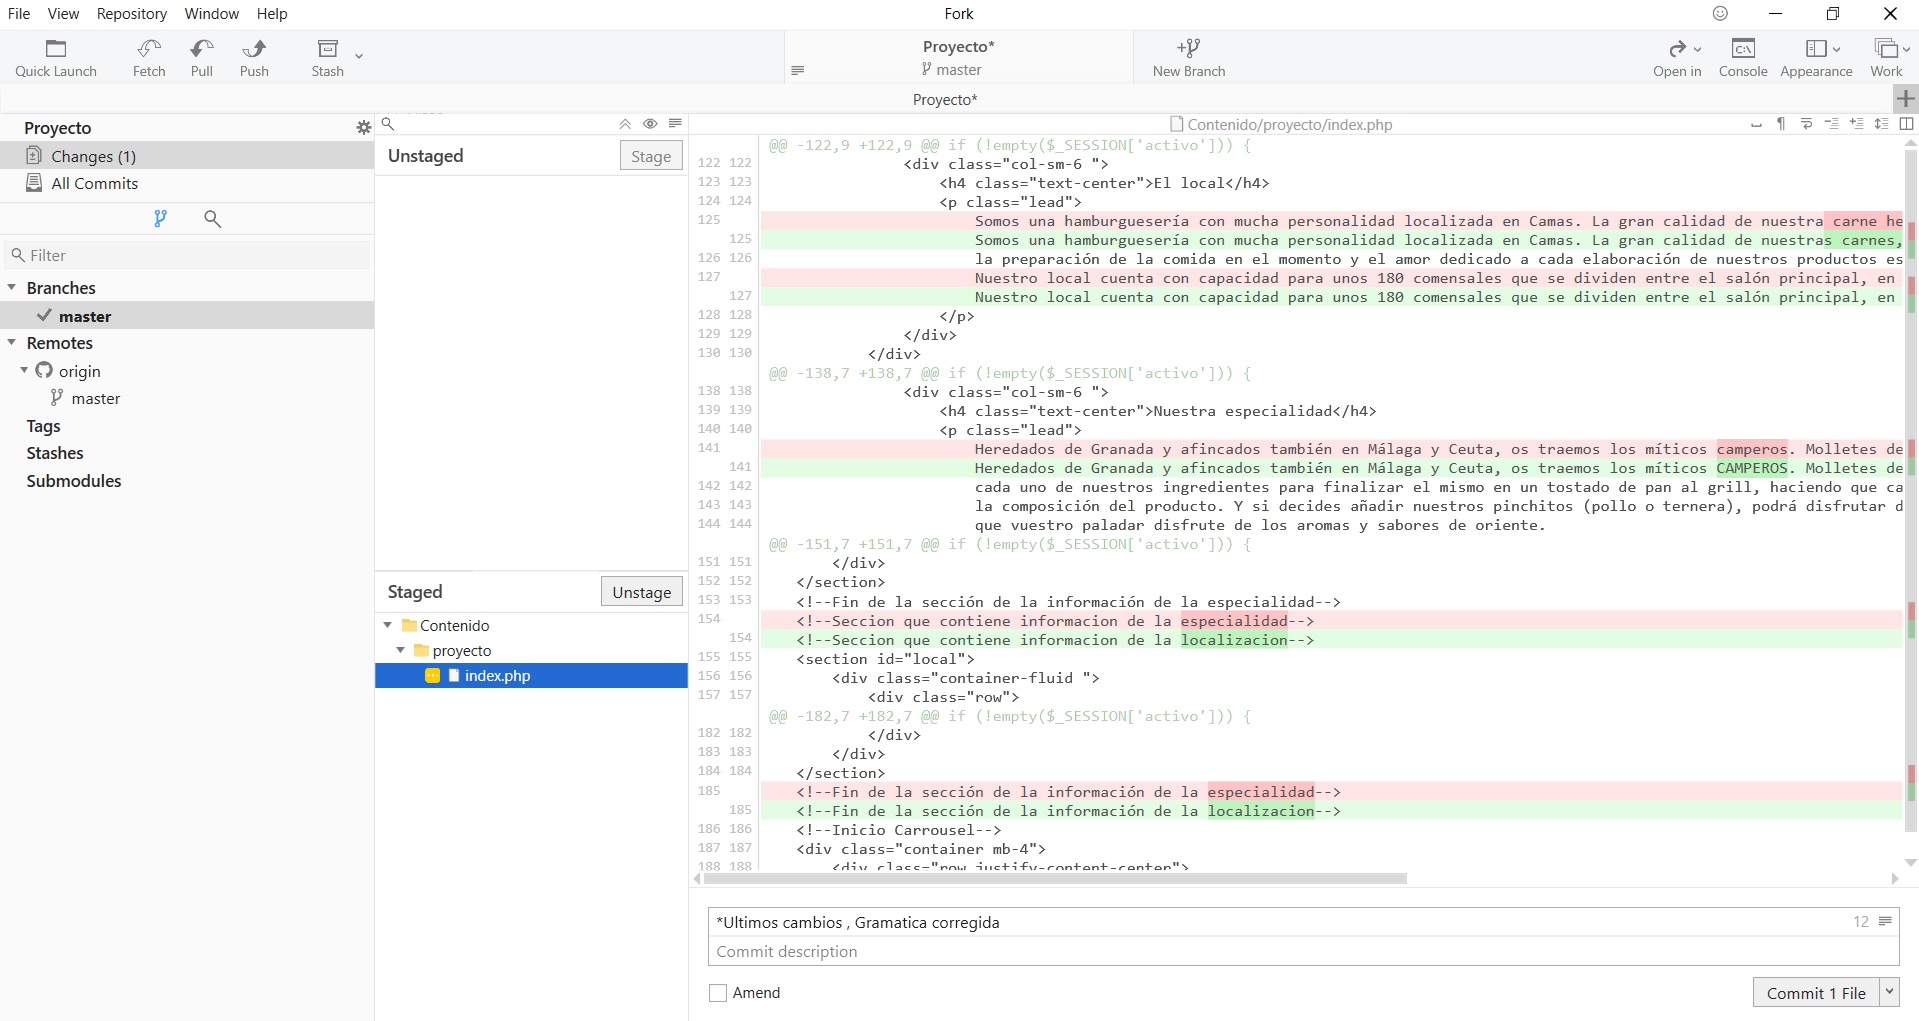 File View Repository Window Help Fork
Quick Launch Fetch Pull Push Stash Proyecto* New Branch Open in Console Appearance Work
master
Proyecto*
Proyecto
Changes (1)
All Commits
Filter
Branches
master
Remotes
origin
master
Tags
Stashes
Submodules
Unstaged Stage
Staged Unstage
Contenido
proyecto
index.php
Contenido/proyecto/index.php
@@ -122,9 +122,9 @@ if (!empty($_SESSION['activo'])) {
122 122 <div class="col-sm-6 ">
123 123 <h4 class="text-center">El local</h4>
124 124 <p class="lead">
125 Somos una hamburguesería con mucha personalidad localizada en Camas. La gran calidad de nuestra carne he
125 Somos una hamburguesería con mucha personalidad localizada en Camas. La gran calidad de nuestras carnes,
126 126 la preparación de la comida en el momento y el amor dedicado a cada elaboración de nuestros productos es
127 Nuestro local cuenta con capacidad para unos 180 comensales que se dividen entre el salón principal, en
127 Nuestro local cuenta con capacidad para unos 180 comensales que se dividen entre el salón principal, en
128 128 </p>
129 129 </div>
130 130 </div>
@@ -138,7 +138,7 @@ if (!empty($_SESSION['activo'])) {
138 138 <div class="col-sm-6 ">
139 139 <h4 class="text-center">Nuestra especialidad</h4>
140 140 <p class="lead">
141 Heredados de Granada y afincados también en Málaga y Ceuta, os traemos los míticos camperos. Molletes de
141 Heredados de Granada y afincados también en Málaga y Ceuta, os traemos los míticos CAMPEROS. Molletes de
142 142 cada uno de nuestros ingredientes para finalizar el mismo en un tostado de pan al grill, haciendo que ca
143 143 la composición del producto. Y si decides añadir nuestros pinchitos (pollo o ternera), podrá disfrutar d
144 144 que vuestro paladar disfrute de los aromas y sabores de oriente.
@@ -151,7 +151,7 @@ if (!empty($_SESSION['activo'])) {
151 151 </div>
152 152 </section>
153 153 <!--Fin de la sección de la información de la especialidad-->
154 <!--Seccion que contiene informacion de la especialidad-->
154 <!--Seccion que contiene informacion de la localizacion-->
155 155 <section id="local">
156 156 <div class="container-fluid ">
157 157 <div class="row">
@@ -182,7 +182,7 @@ if (!empty($_SESSION['activo'])) {
182 182 </div>
183 183 </div>
184 184 </section>
185 <!--Fin de la sección de la información de la especialidad-->
185 <!--Fin de la sección de la información de la localizacion-->
186 186 <!--Inicio Carrousel-->
187 187 <div class="container mb-4">
188 188 <div class="row justify-content-center">
*Ultimos cambios , Gramatica corregida 12
Commit description
Amend
Commit 1 File